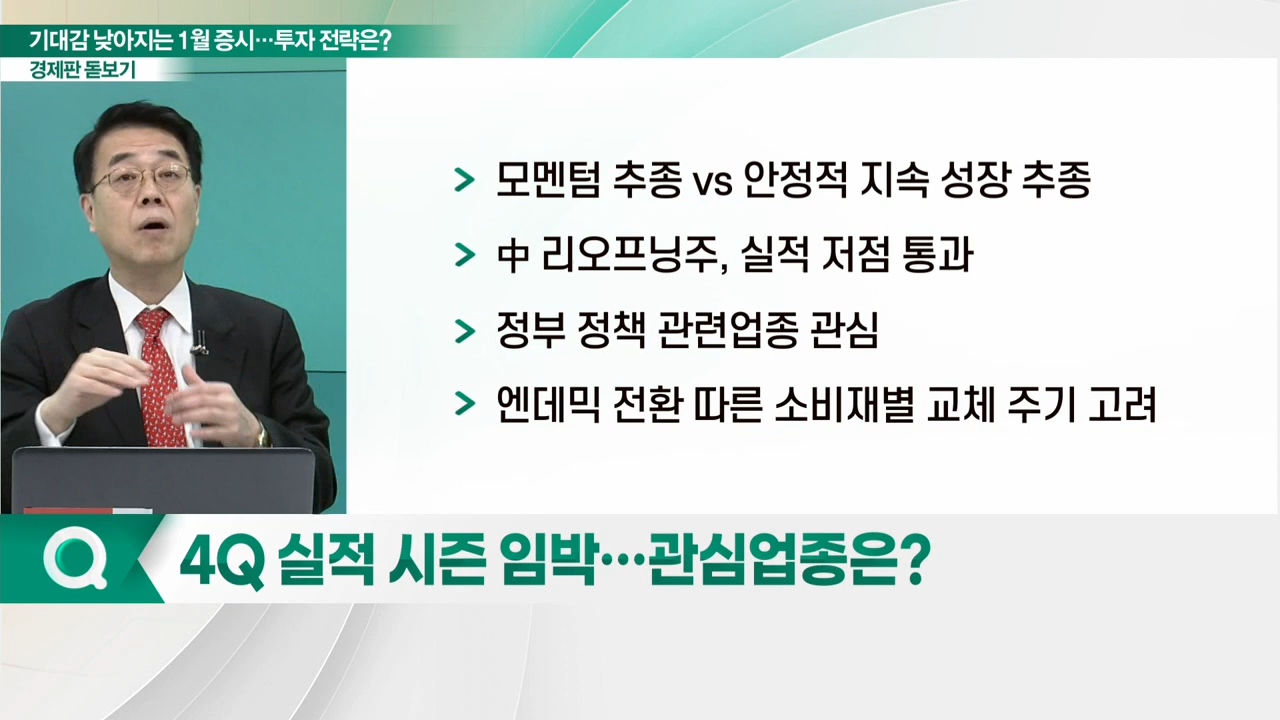 기대감 낮아지는 1월 증시…투자 전략은?
경제판 돋보기
> 모멘텀 추종 vs 안정적 지속 성장 추종
> 中 리오프닝주, 실적 저점 통과
> 정부 정책 관련업종 관심
> 엔데믹 전환 따른 소비재별 교체 주기 고려
Q 4Q 실적 시즌 임박…관심업종은?